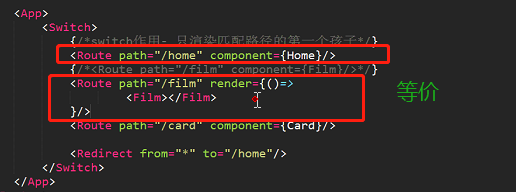 <App>
<Switch>
{/*switch作用- 只渲染匹配路径的第一个孩子*/}
<Route path="/home" component={Home}/>
{/*<Route path="/film" component={Film}/>*/}
<Route path="/film" render={()=>
<Film></Film>
}/>
等价
<Route path="/card" component={Card}/>
<Redirect from="*" to="/home"/>
</Switch>
</App>